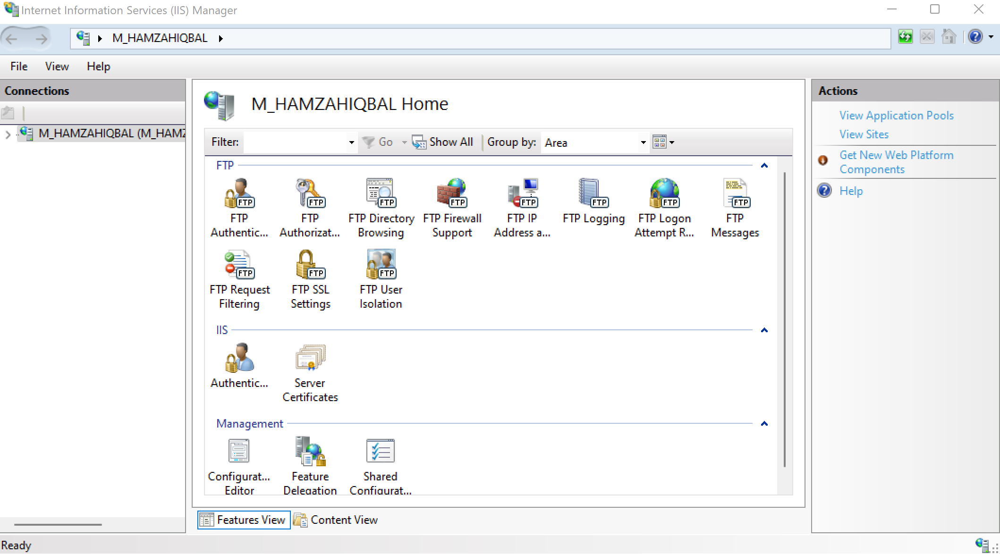 Internet Information Services (IIS) Manager
M_HAMZAHIQBAL
File View Help
Connections
M_HAMZAHIQBAL (M_HAMZ
M_HAMZAHIQBAL Home
Filter: Go Show All Group by: Area
FTP
FTP Authentic...
FTP Authorizat...
FTP Directory Browsing
FTP Firewall Support
FTP IP Address a...
FTP Logging
FTP Logon Attempt R...
FTP Messages
FTP Request Filtering
FTP SSL Settings
FTP User Isolation
IIS
Authentic...
Server Certificates
Management
Configurat... Editor
Feature Delegation
Shared Configurat...
Features View Content View
Actions
View Application Pools
View Sites
Get New Web Platform
Components
Help
Ready